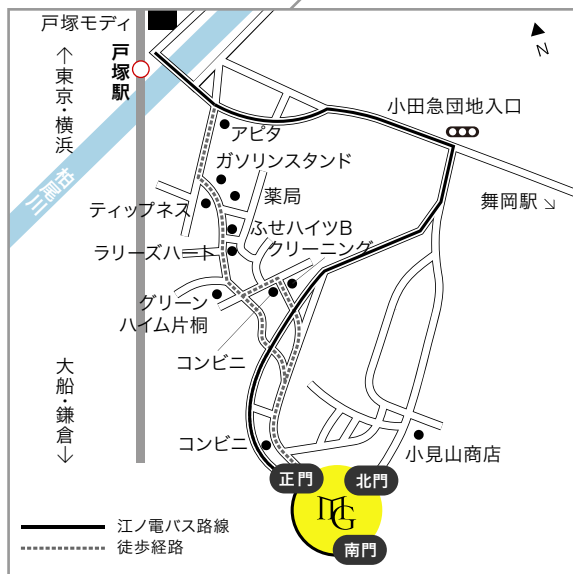 戸塚モディ
戸塚駅
↑東京・横浜
N
小田急団地入口
アピタ
ガソリンスタンド
薬局
舞岡駅↘
柏尾川
ティップネス
ふせハイツB
クリーニング
ラリーズハート
グリーン
ハイム片桐
コンビニ
大船・鎌倉↓
コンビニ
小見山商店
正門
北門
MG
南門
江ノ電バス路線
徒歩経路